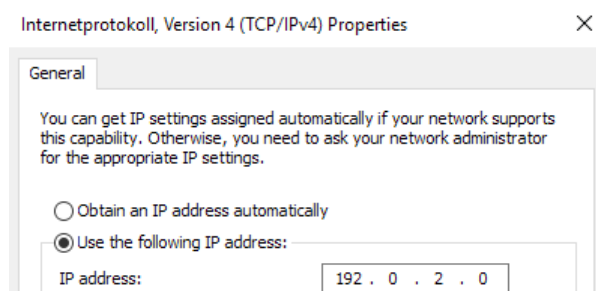 Internetprotokoll, Version 4 (TCP/IPv4) Properties
General
You can get IP settings assigned automatically if your network supports
this capability. Otherwise, you need to ask your network administrator
for the appropriate IP settings.
Obtain an IP address automatically
Use the following IP address:
IP address: 192 . 0 . 2 . 0